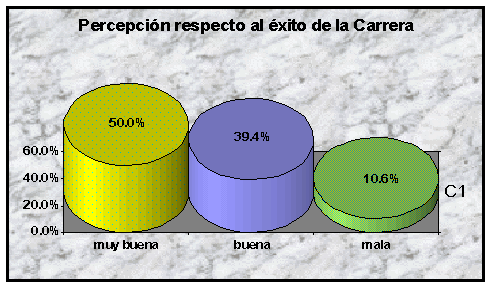 Percepción respecto al éxito de la Carrera
50.0%
39.4%
10.6%
60.0%
40.0%
20.0%
0.0%
C1
muy buena
buena
mala